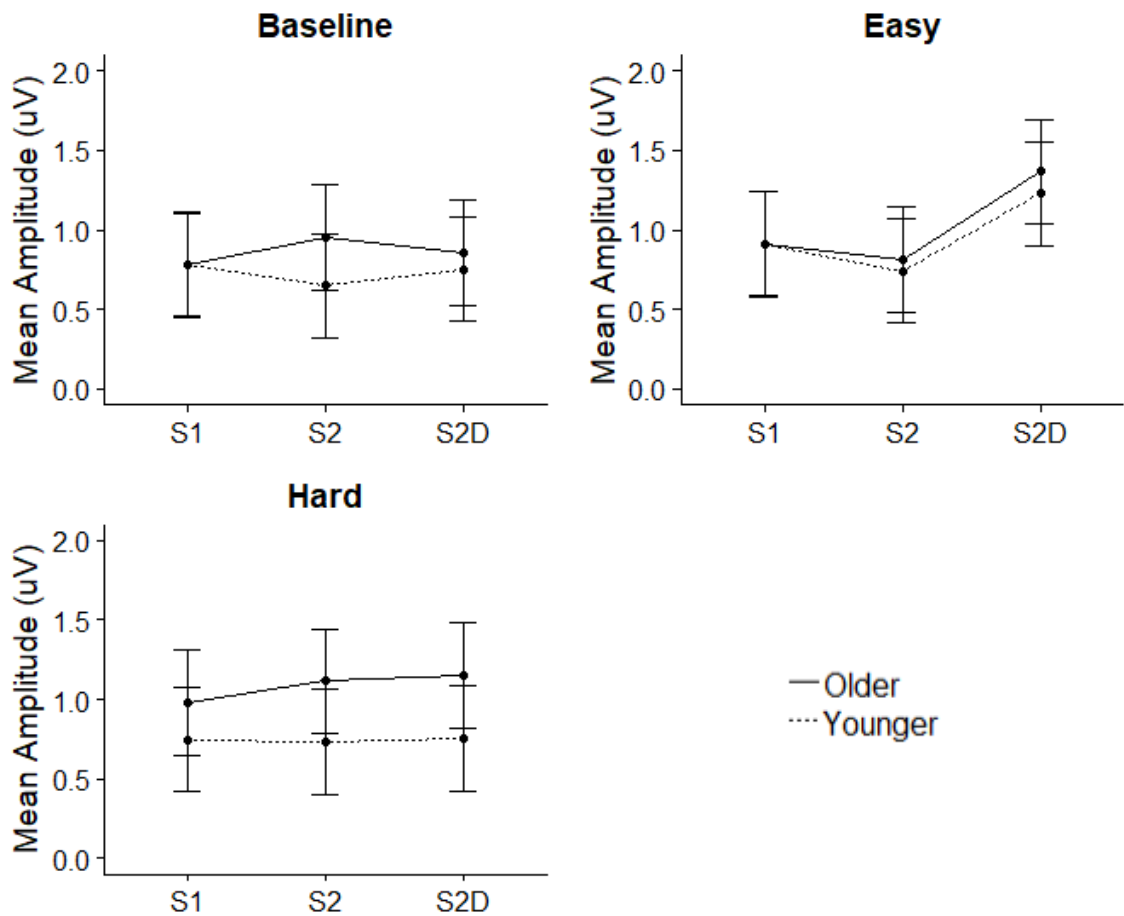 Baseline
Mean Amplitude (uV)
2.0
1.5
1.0
0.5
0.0
S1 S2 S2D
Easy
Mean Amplitude (uV)
2.0
1.5
1.0
0.5
0.0
S1 S2 S2D
Hard
Mean Amplitude (uV)
2.0
1.5
1.0
0.5
0.0
S1 S2 S2D
Older
Younger